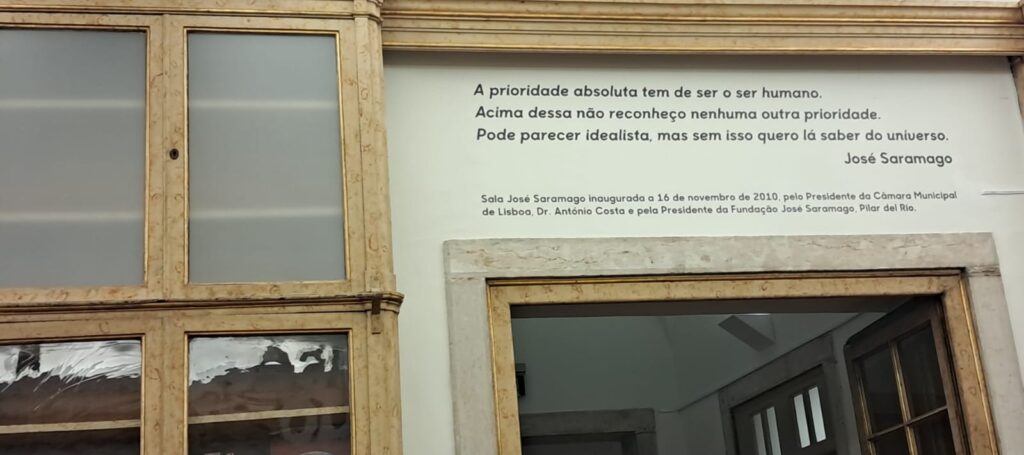 A prioridade absoluta tem de ser o ser humano.
Acima dessa não reconheço nenhuma outra prioridade.
Pode parecer idealista, mas sem isso quero lá saber do universo.
José Saramago
Sala José Saramago inaugurada a 16 de novembro de 2010, pelo Presidente da Câmara Municipal
de Lisboa, Dr. António Costa e pela Presidente da Fundação José Saramago, Pilar del Rio.